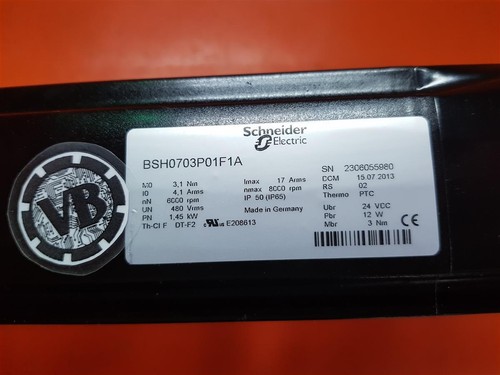 Schneider
Electric
BSH0703P01F1A
M0 3,1 Nm Imax 17 Arms
I0 4,1 Arms nmax 8000 rpm
nN 6000 rpm IP 50 (IP65)
UN 480 Vrms
PN 1,45 kW Made in Germany
Th-Cl F DT-F2 E208613
SN 2306055980
DOM 15.07.2013
RS 02
Thermo PTC
Ubr 24 VDC
Pbr 12 W
Mbr 3 Nm
CE
VB